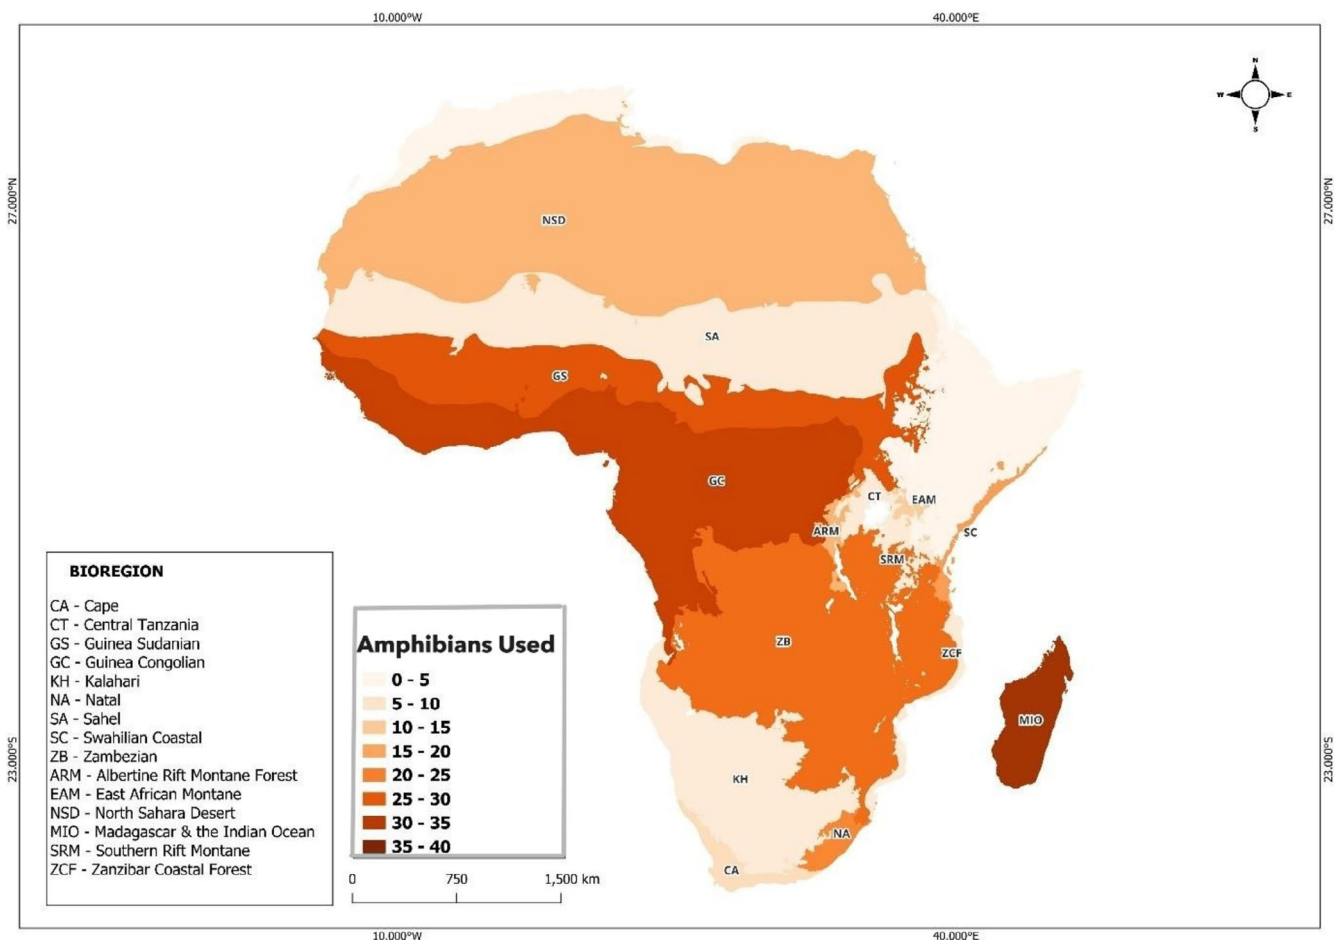 10.000°W 40.000°E
N
W E
S
27.000°N 27.000°N
NSD
SA
GS
GC
CT EAM
ARM SC
SRM
ZB ZCF
MIO
KH
NA
CA
23.000°S 23.000°S
BIOREGION
CA - Cape
CT - Central Tanzania
GS - Guinea Sudanian
GC - Guinea Congolian
KH - Kalahari
NA - Natal
SA - Sahel
SC - Swahilian Coastal
ZB - Zambezian
ARM - Albertine Rift Montane Forest
EAM - East African Montane
NSD - North Sahara Desert
MIO - Madagascar & the Indian Ocean
SRM - Southern Rift Montane
ZCF - Zanzibar Coastal Forest
Amphibians Used
0 - 5
5 - 10
10 - 15
15 - 20
20 - 25
25 - 30
30 - 35
35 - 40
0 750 1,500 km
10.000°W 40.000°E